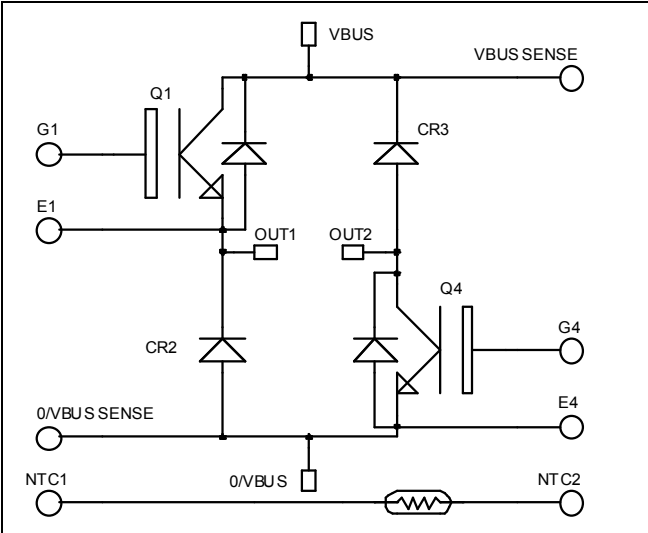 VBUS
VBUS SENSE
Q1
G1
CR3
E1
OUT1
OUT2
Q4
G4
CR2
E4
0/VBUS SENSE
NTC1
0/VBUS
NTC2